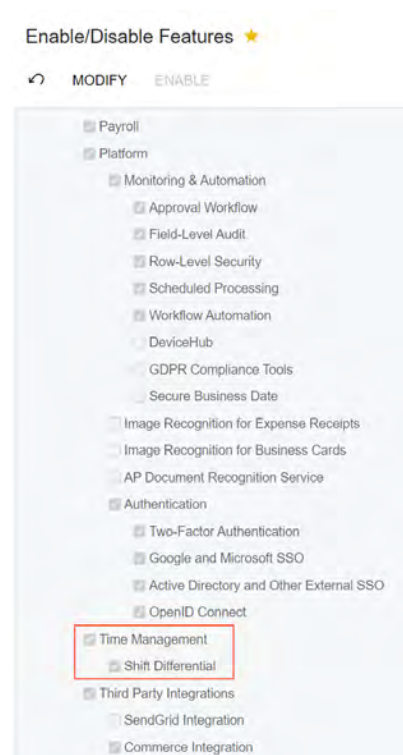 Enable/Disable Features
MODIFY ENABLE
Payroll
Platform
Monitoring & Automation
Approval Workflow
Field-Level Audit
Row-Level Security
Scheduled Processing
Workflow Automation
DeviceHub
GDPR Compliance Tools
Secure Business Date
Image Recognition for Expense Receipts
Image Recognition for Business Cards
AP Document Recognition Service
Authentication
Two-Factor Authentication
Google and Microsoft SSO
Active Directory and Other External SSO
OpenID Connect
Time Management
Shift Differential
Third Party Integrations
SendGrid Integration
Commerce Integration